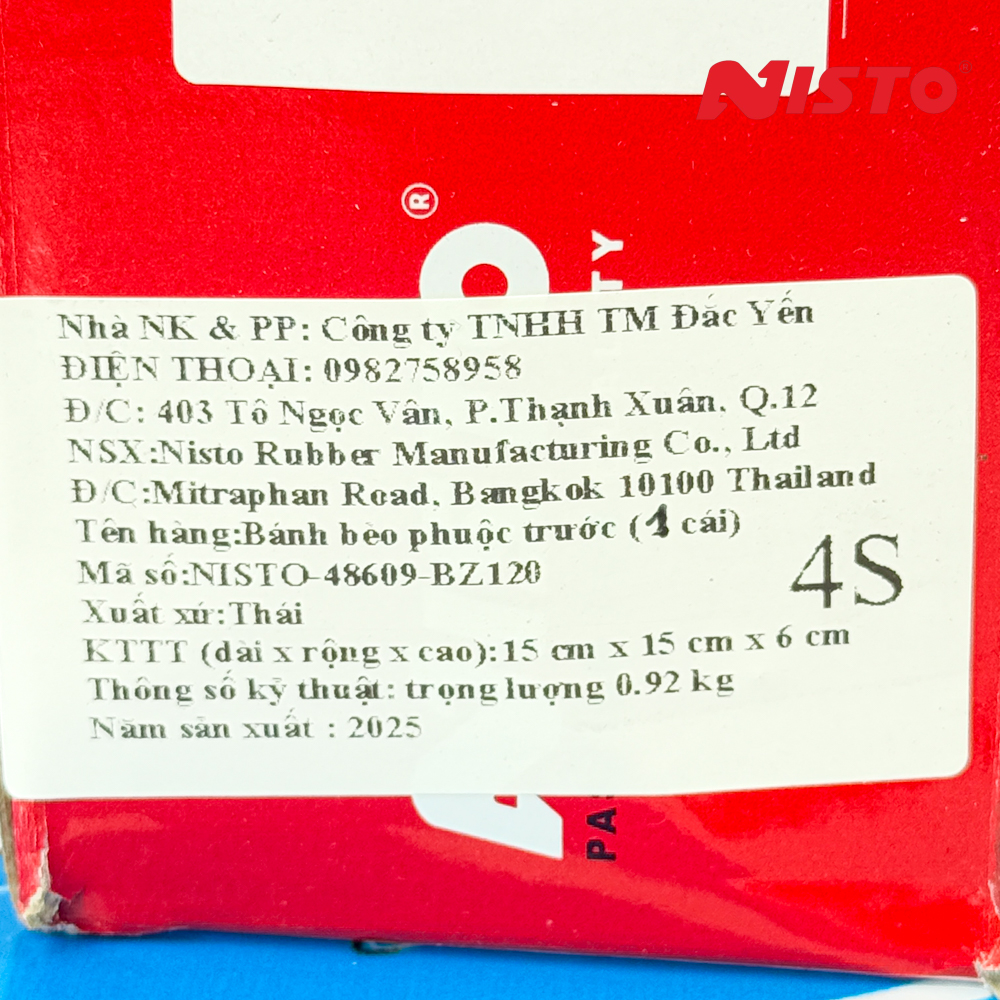 NISTO®
®
TY
Nhà NK & PP: Công ty TNHH TM Đắc Yến
ĐIỆN THOẠI: 0982758958
Đ/C: 403 Tô Ngọc Vân, P.Thạnh Xuân, Q.12
NSX:Nisto Rubber Manufacturing Co., Ltd
Đ/C:Mitraphan Road, Bangkok 10100 Thailand
Tên hàng:Bánh bèo phuộc trước (1 cái)
Mã số:NISTO-48609-BZ120
4S
Xuất xứ:Thái
KTTT (dài x rộng x cao):15 cm x 15 cm x 6 cm
Thông số kỹ thuật: trọng lượng 0.92 kg
Năm sản xuất : 2025
PA